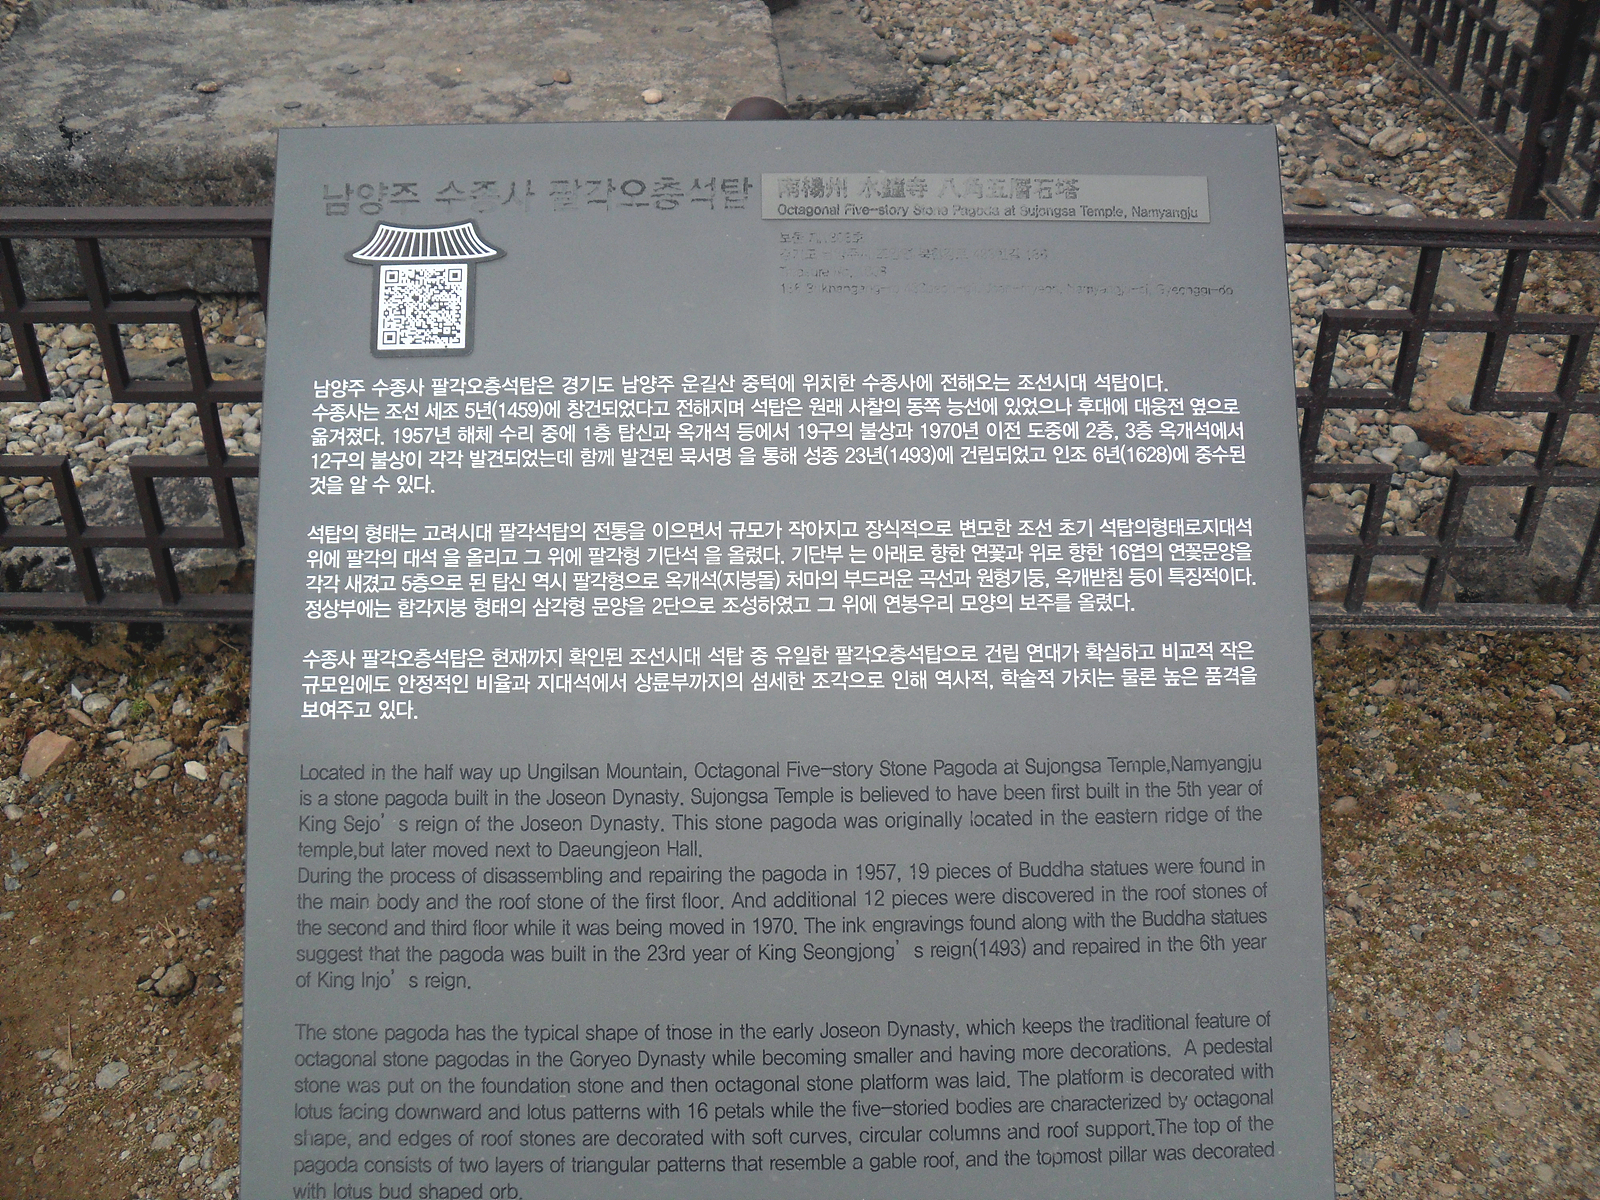 남양주 수종사 팔각오층석탑
南楊州 水鐘寺 八角五層石塔
Octagonal Five-story Stone Pagoda at Sujongsa Temple, Namyangju
보물
남양주 수종사 팔각오층석탑은 경기도 남양주 운길산 중턱에 위치한 수종사에 전해오는 조선시대 석탑이다.
수종사는 조선 세조 5년(1459)에 창건되었다고 전해지며 석탑은 원래 사찰의 동쪽 능선에 있었으나 후대에 대웅전 옆으로
옮겨졌다. 1957년 해체 수리 중에 1층 탑신과 옥개석 등에서 19구의 불상과 1970년 이전 도중에 2층, 3층 옥개석에서
12구의 불상이 각각 발견되었는데 함께 발견된 묵서명 을 통해 성종 23년(1493)에 건립되었고 인조 6년(1628)에 중수된
것을 알 수 있다.
석탑의 형태는 고려시대 팔각석탑의 전통을 이으면서 규모가 작아지고 장식적으로 변모한 조선 초기 석탑의형태로지대석
위에 팔각의 대석 을 올리고 그 위에 팔각형 기단석 을 올렸다. 기단부 는 아래로 향한 연꽃과 위로 향한 16엽의 연꽃문양을
각각 새겼고 5층으로 된 탑신 역시 팔각형으로 옥개석(지붕돌) 처마의 부드러운 곡선과 원형기둥, 옥개받침 등이 특징적이다.
정상부에는 합각지붕 형태의 삼각형 문양을 2단으로 조성하였고 그 위에 연봉우리 모양의 보주를 올렸다.
수종사 팔각오층석탑은 현재까지 확인된 조선시대 석탑 중 유일한 팔각오층석탑으로 건립 연대가 확실하고 비교적 작은
규모임에도 안정적인 비율과 지대석에서 상륜부까지의 섬세한 조각으로 인해 역사적, 학술적 가치는 물론 높은 품격을
보여주고 있다.
Located in the half way up Ungilsan Mountain, Octagonal Five-story Stone Pagoda at Sujongsa Temple,Namyangju
is a stone pagoda built in the Joseon Dynasty. Sujongsa Temple is believed to have been first built in the 5th year of
King Sejo's reign of the Joseon Dynasty. This stone pagoda was originally located in the eastern ridge of the
temple,but later moved next to Daeungjeon Hall.
During the process of disassembling and repairing the pagoda in 1957, 19 pieces of Buddha statues were found in
the main body and the roof stone of the first floor. And additional 12 pieces were discovered in the roof stones of
the second and third floor while it was being moved in 1970. The ink engravings found along with the Buddha statues
suggest that the pagoda was built in the 23rd year of King Seongjong's reign(1493) and repaired in the 6th year
of King Injo's reign.
The stone pagoda has the typical shape of those in the early Joseon Dynasty, which keeps the traditional feature of
octagonal stone pagodas in the Goryeo Dynasty while becoming smaller and having more decorations. A pedestal
stone was put on the foundation stone and then octagonal stone platform was laid. The platform is decorated with
lotus facing downward and lotus patterns with 16 petals while the five-storied bodies are characterized by octagonal
shape, and edges of roof stones are decorated with soft curves, circular columns and roof support.The top of the
pagoda consists of two layers of triangular patterns that resemble a gable roof, and the topmost pillar was decorated
with lotus bud shaped orb.